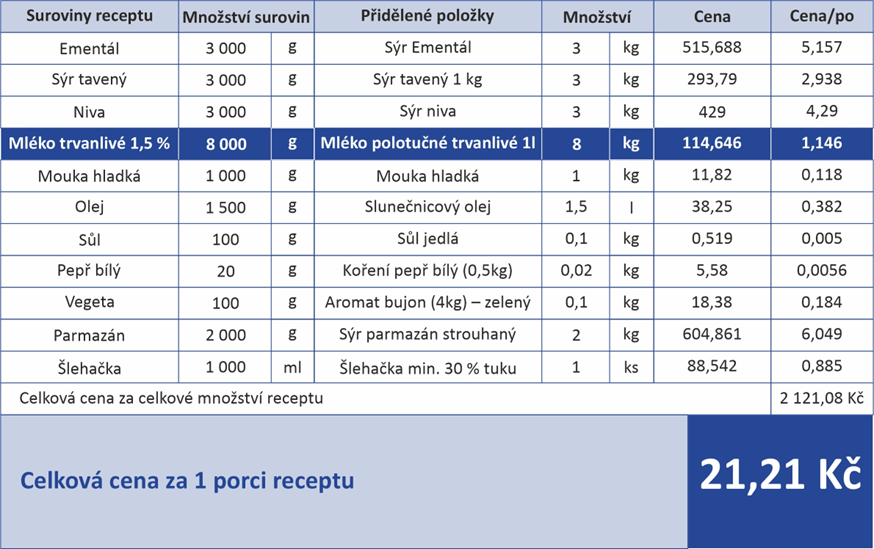 Suroviny receptu Množství surovin Přidělené položky Množství Cena Cena/po
Ementál 3 000 g Sýr Ementál 3 kg 515,688 5,157
Sýr tavený 3 000 g Sýr tavený 1 kg 3 kg 293,79 2,938
Niva 3 000 g Sýr niva 3 kg 429 4,29
Mléko trvanlivé 1,5 % 8 000 g Mléko polotučné trvanlivé 1l 8 kg 114,646 1,146
Mouka hladká 1 000 g Mouka hladká 1 kg 11,82 0,118
Olej 1 500 g Slunečnicový olej 1,5 l 38,25 0,382
Sůl 100 g Sůl jedlá 0,1 kg 0,519 0,005
Pepř bílý 20 g Koření pepř bílý (0,5kg) 0,02 kg 5,58 0,0056
Vegeta 100 g Aromat bujon (4kg) – zelený 0,1 kg 18,38 0,184
Parmazán 2 000 g Sýr parmazán strouhaný 2 kg 604,861 6,049
Šlehačka 1 000 ml Šlehačka min. 30 % tuku 1 ks 88,542 0,885
Celková cena za celkové množství receptu 2 121,08 Kč
Celková cena za 1 porci receptu 21,21 Kč